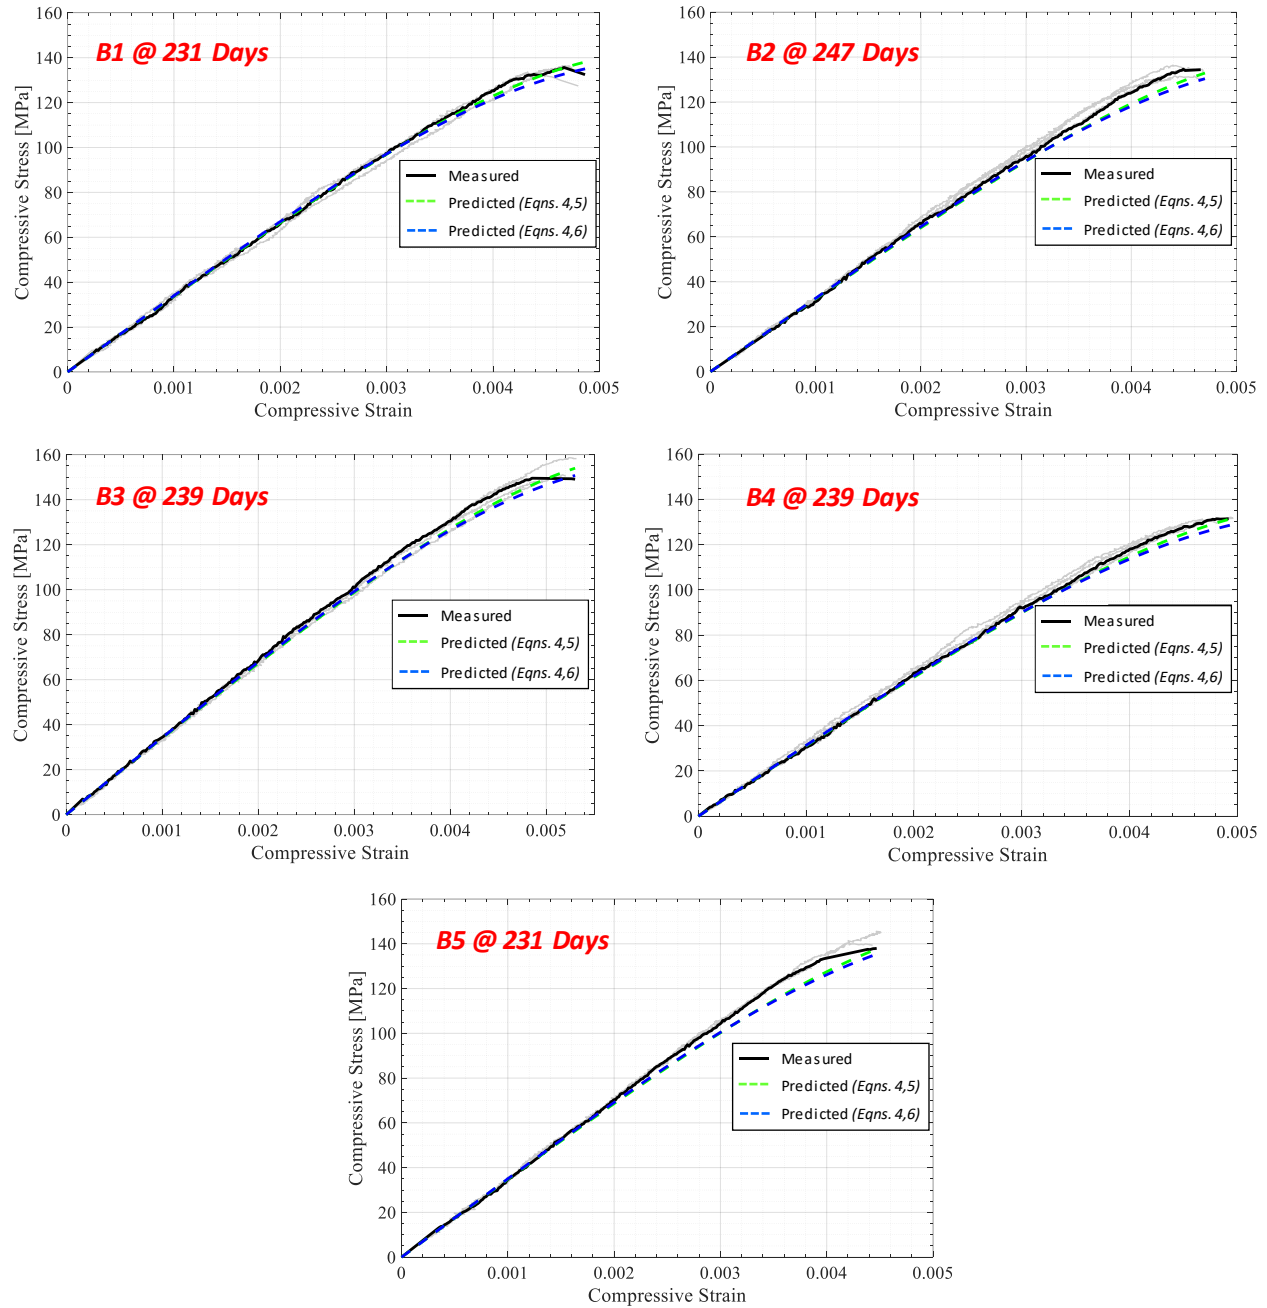 B1 @ 231 Days
Compressive Stress [MPa]
160
140
120
100
80
60
40
20
0
Measured
Predicted (Eqns. 4,5)
Predicted (Eqns. 4,6)
0 0.001 0.002 0.003 0.004 0.005
Compressive Strain
B2 @ 247 Days
Compressive Stress [MPa]
160
140
120
100
80
60
40
20
0
Measured
Predicted (Eqns. 4,5)
Predicted (Eqns. 4,6)
0 0.001 0.002 0.003 0.004 0.005
Compressive Strain
B3 @ 239 Days
Compressive Stress [MPa]
160
140
120
100
80
60
40
20
0
Measured
Predicted (Eqns. 4,5)
Predicted (Eqns. 4,6)
0 0.001 0.002 0.003 0.004 0.005
Compressive Strain
B4 @ 239 Days
Compressive Stress [MPa]
160
140
120
100
80
60
40
20
0
Measured
Predicted (Eqns. 4,5)
Predicted (Eqns. 4,6)
0 0.001 0.002 0.003 0.004 0.005
Compressive Strain
B5 @ 231 Days
Compressive Stress [MPa]
160
140
120
100
80
60
40
20
0
Measured
Predicted (Eqns. 4,5)
Predicted (Eqns. 4,6)
0 0.001 0.002 0.003 0.004 0.005
Compressive Strain